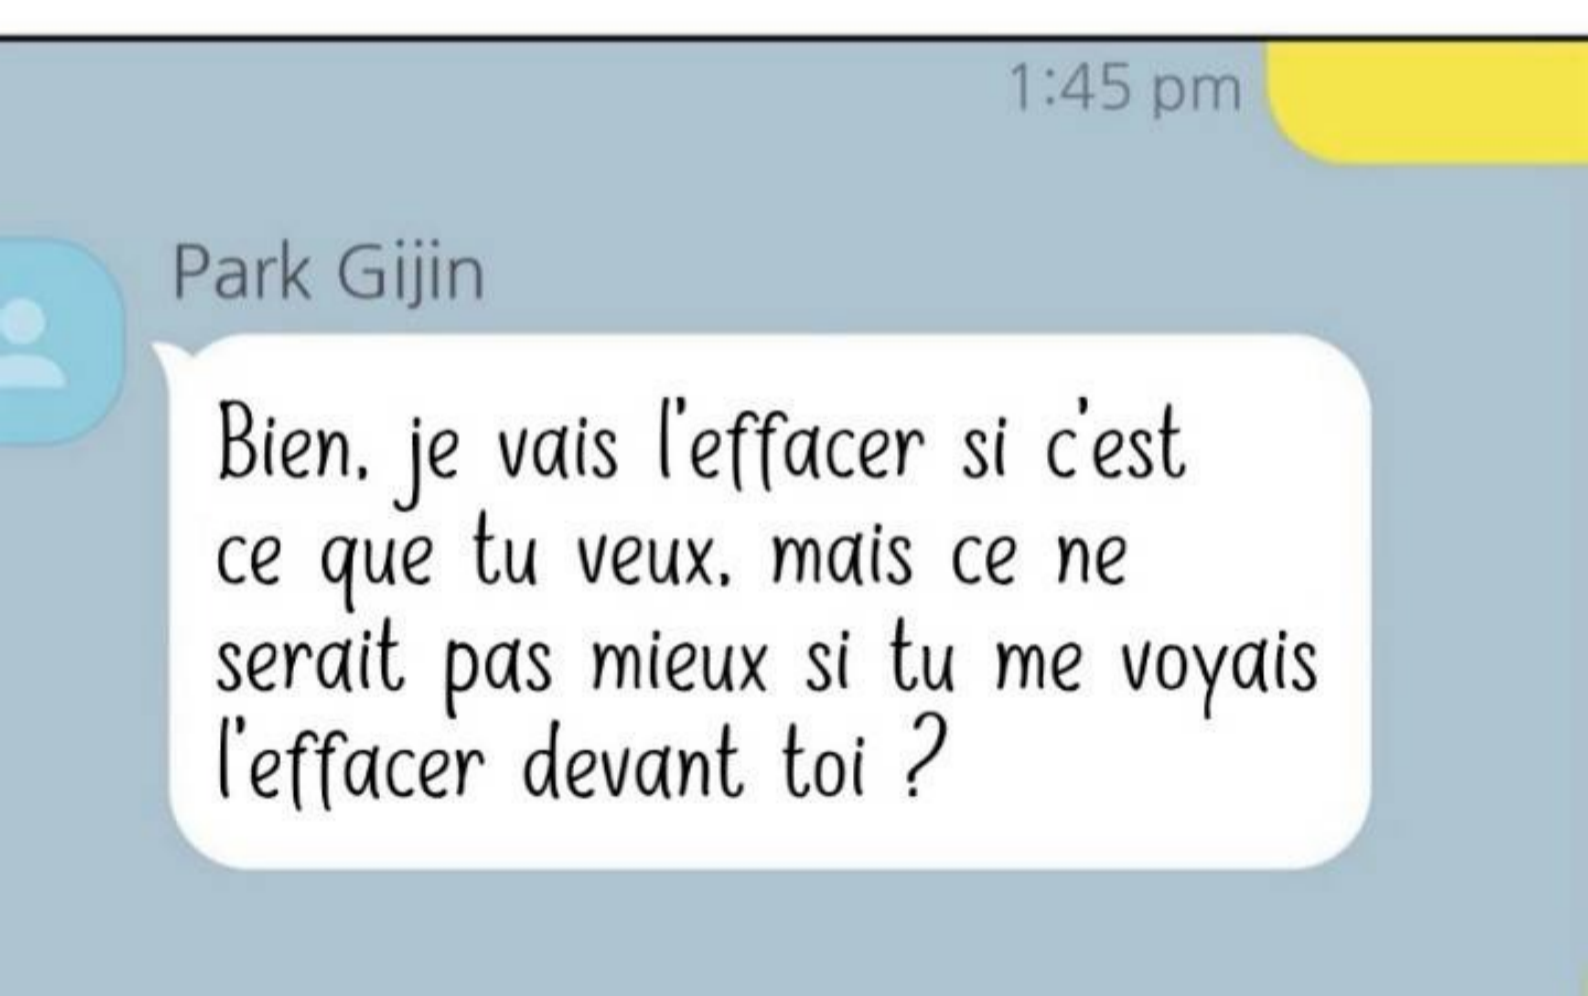 1:45 pm
Park Gijin
Bien, je vais l'effacer si c'est
ce que tu veux, mais ce ne
serait pas mieux si tu me voyais
l'effacer devant toi ?